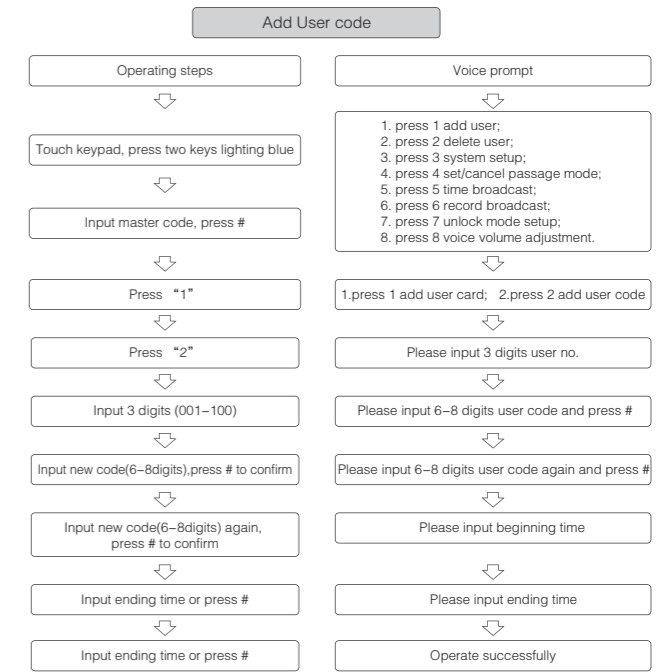 Add User code
Operating steps
Touch keypad, press two keys lighting blue
Input master code, press #
Press “1”
Press “2”
Input 3 digits (001–100)
Input new code(6–8digits),press # to confirm
Input new code(6–8digits) again,
press # to confirm
Input ending time or press #
Input ending time or press #
Voice prompt
1. press 1 add user;
2. press 2 delete user;
3. press 3 system setup;
4. press 4 set/cancel passage mode;
5. press 5 time broadcast;
6. press 6 record broadcast;
7. press 7 unlock mode setup;
8. press 8 voice volume adjustment.
1.press 1 add user card; 2.press 2 add user code
Please input 3 digits user no.
Please input 6–8 digits user code and press #
Please input 6–8 digits user code again and press #
Please input beginning time
Please input ending time
Operate successfully